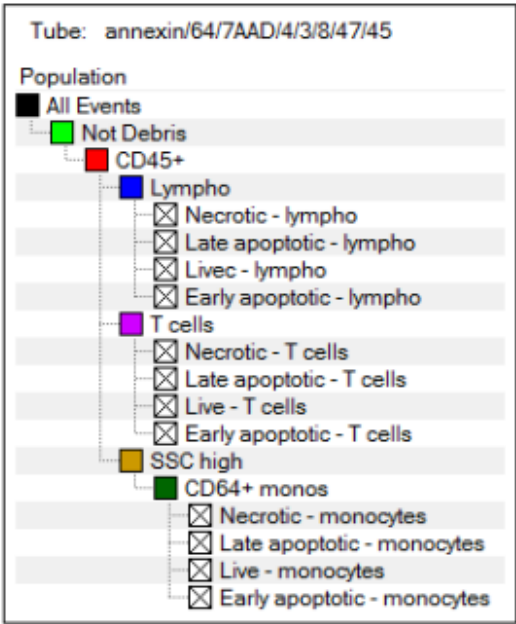 Tube: annexin/64/7AAD/4/3/8/47/45
Population
All Events
Not Debris
CD45+
Lympho
Necrotic - lympho
Late apoptotic - lympho
Livec - lympho
Early apoptotic - lympho
T cells
Necrotic - T cells
Late apoptotic - T cells
Live - T cells
Early apoptotic - T cells
SSC high
CD64+ monos
Necrotic - monocytes
Late apoptotic - monocytes
Live - monocytes
Early apoptotic - monocytes